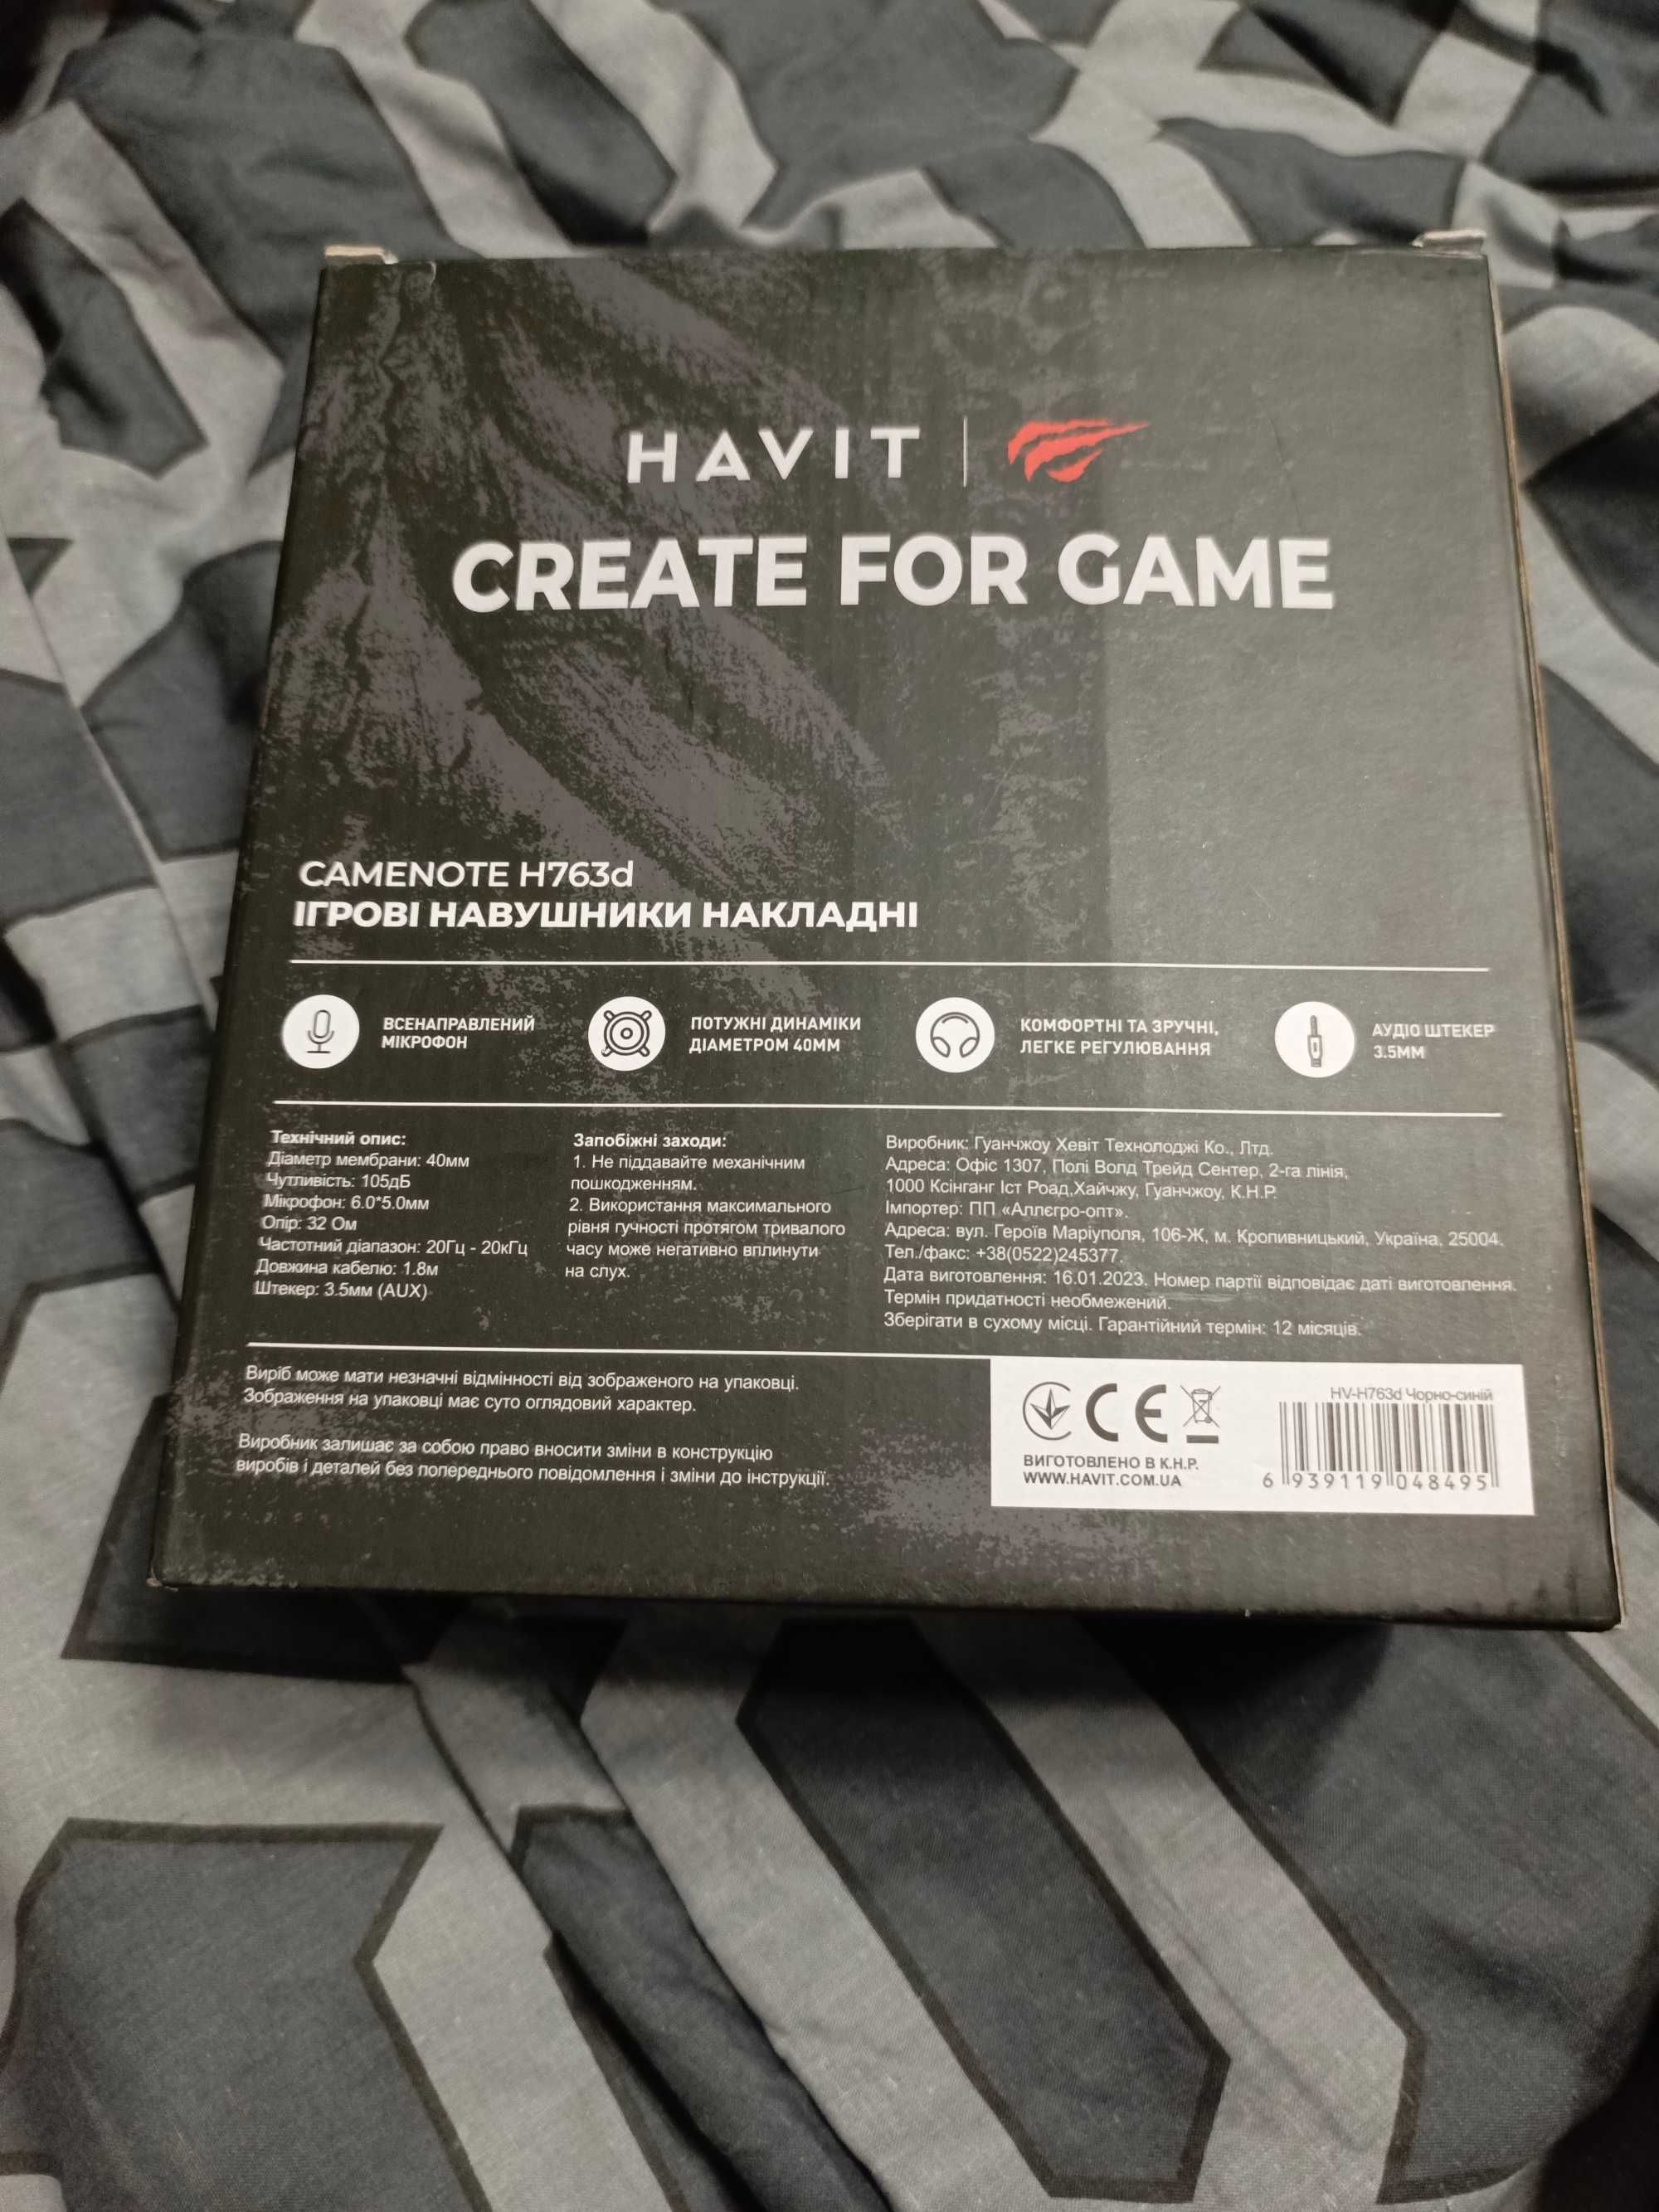 HAVIT
CREATE FOR GAME
CAMENOTE H763d
ІГРОВІ НАВУШНИКИ НАКЛАДНІ
ВСЕНАПРАВЛЕНИЙ
МІКРОФОН
ПОТУЖНІ ДИНАМІКИ
ДІАМЕТРОМ 40ММ
КОМФОРТНІ ТА ЗРУЧНІ,
ЛЕГКЕ РЕГУЛЮВАННЯ
АУДІО ШТЕКЕР
3.5ММ
Технічний опис:
Діаметр мембрани: 40мм
Чутливість: 105дБ
Мікрофон: 6.0*5.0мм
Опір: 32 Ом
Частотний діапазон: 20Гц - 20кГц
Довжина кабелю: 1.8м
Штекер: 3.5мм (AUX)
Запобіжні заходи:
1. Не піддавайте механічним
пошкодженням.
2. Використання максимального
рівня гучності протягом тривалого
часу може негативно вплинути
на слух.
Виробник: Гуанчжоу Хевіт Технолоджі Ко., Лтд.
Адреса: Офіс 1307, Полі Волд Трейд Сентер, 2-га лінія,
1000 Ксінганг Іст Роад,Хайчжу, Гуанчжоу, К.Н.Р.
Імпортер: ПП «Аллєгро-опт».
Адреса: вул. Героїв Маріуполя, 106-Ж, м. Кропивницький, Україна, 25004.
Тел./факс: +38(0522)245377.
Дата виготовлення: 16.01.2023. Номер партії відповідає даті виготовлення.
Термін придатності необмежений.
Зберігати в сухому місці. Гарантійний термін: 12 місяців.
Виріб може мати незначні відмінності від зображеного на упаковці.
Зображення на упаковці має суто оглядовий характер.
Виробник залишає за собою право вносити зміни в конструкцію
виробів і деталей без попереднього повідомлення і зміни до інструкції.
CE
ВИГОТОВЛЕНО В К.Н.Р.
WWW.HAVIT.COM.UA
HV-H763d Чорно-синій
6 939119 048495